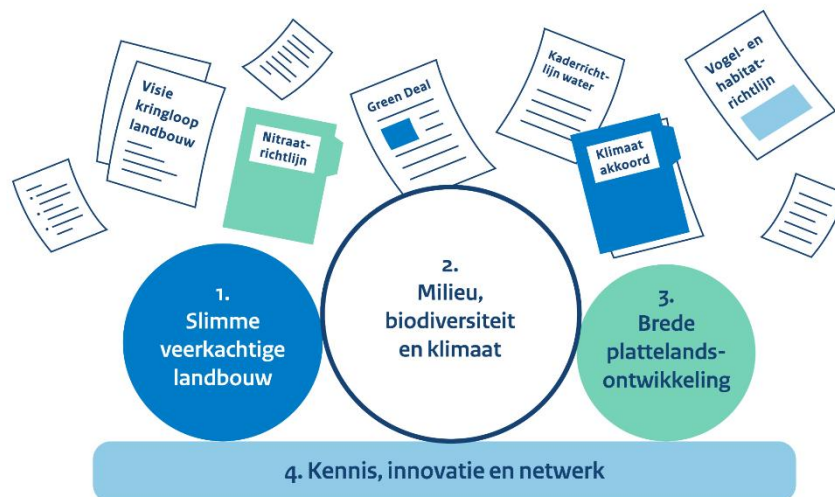 Visie
kringloop
landbouw
Nitraat-
richtlijn
Green Deal
Kaderricht-
lijn water
Klimaat
akkoord
Vogel- en
habitat-
richtlijn
1.
Slimme
veerkachtige
landbouw
2.
Milieu,
biodiversiteit
en klimaat
3.
Brede
plattelands-
ontwikkeling
4. Kennis, innovatie en netwerk